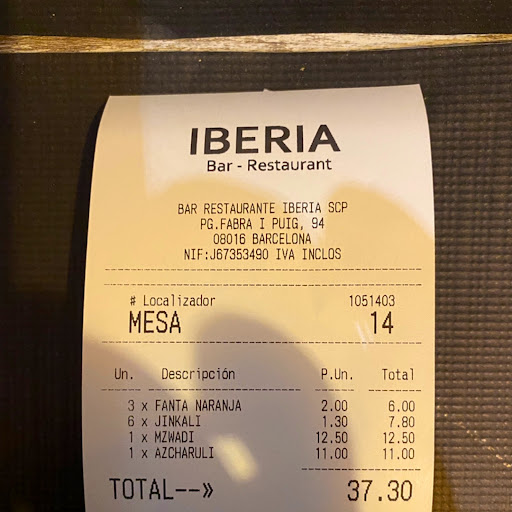 IBERIA
Bar - Restaurant
BAR RESTAURANTE IBERIA SCP
PG.FABRA I PUIG, 94
08016 BARCELONA
NIF:J67353490 IVA INCLOS
# Localizador 1051403
MESA 14
Un. Descripción P.Un. Total
3 x FANTA NARANJA 2.00 6.00
6 x JINKALI 1.30 7.80
1 x MZWADI 12.50 12.50
1 x AZCHARULI 11.00 11.00
TOTAL--» 37.30